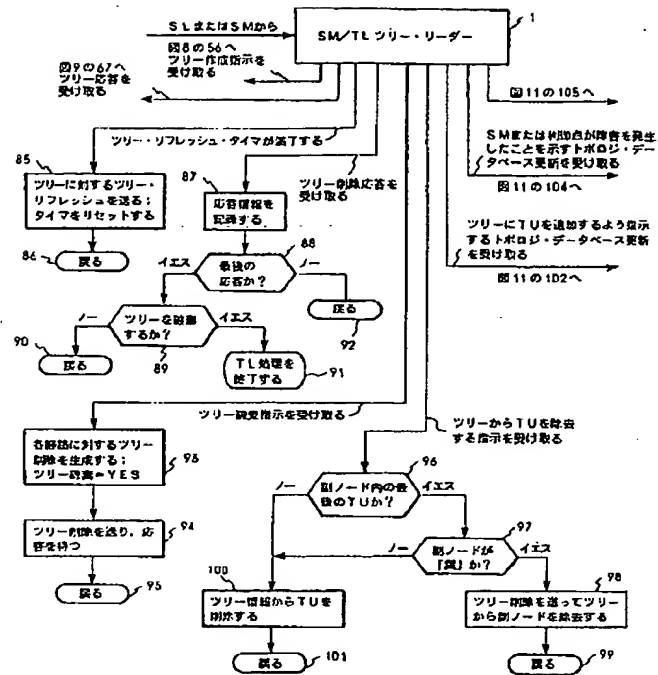 SLまたはSMから
1
SM/TLツリー・リーダー
図8の56へ
ツリー作成指示を
受け取る
図9の67へ
ツリー応答を
受け取る
図11の105へ
ツリー・リフレッシュ・タイマが満了する
SMまたは
が障害を発生
したことを示すトポロジ・デー
タベース更新を受け取る
図11の104へ
85
ツリーに対するツリー・
リフレッシュを送る;
タイマをリセットする
86
戻る
87
応答情報を
記録する
ツリー削除応答を
受け取る
ツリーにTUを追加するよう指示
するトポロジ・データベース更新
を受け取る
図11の102へ
88
イエス
最後の
応答か?
ノー
戻る
92
ノー
ツリーを破棄
するか?
イエス
89
90
戻る
TL処理を
終了する
91
ツリー破棄指示を受け取る
ツリーからTUを除去
する指示を受け取る
に対するツリー
削除を生成する;
ツリー破棄=YES
93
96
ノー
副ノード内の最
後のTUか?
イエス
ツリー削除を送り、応
答を待つ
94
97
ノー
副ノードが
「葉」か?
イエス
95
戻る
100
ツリー情報からTUを
削除する
98
ツリー削除を送ってツリー
から副ノードを除去する
戻る
101
戻る
99